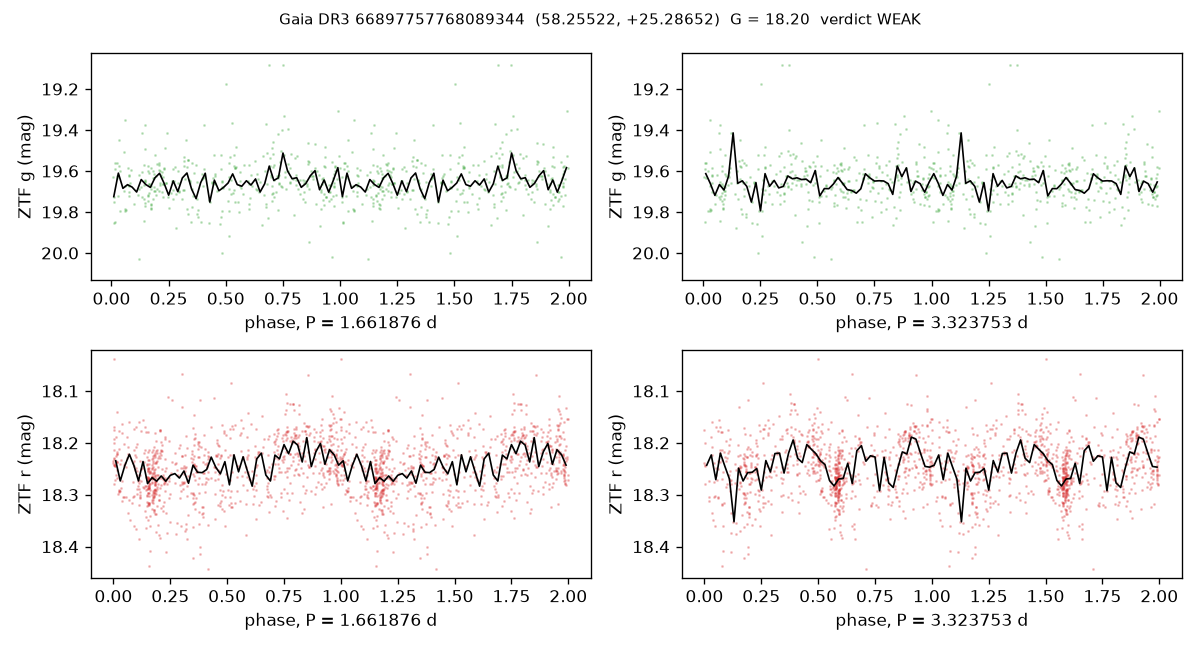 Gaia DR3 66897757768089344 (58.25522, +25.28652) G = 18.20 verdict WEAK
ZTF g (mag)
19.2
19.4
19.6
19.8
20.0
0.00 0.25 0.50 0.75 1.00 1.25 1.50 1.75 2.00
phase, P = 1.661876 d
ZTF g (mag)
19.2
19.4
19.6
19.8
20.0
0.00 0.25 0.50 0.75 1.00 1.25 1.50 1.75 2.00
phase, P = 3.323753 d
ZTF r (mag)
18.1
18.2
18.3
18.4
0.00 0.25 0.50 0.75 1.00 1.25 1.50 1.75 2.00
phase, P = 1.661876 d
ZTF r (mag)
18.1
18.2
18.3
18.4
0.00 0.25 0.50 0.75 1.00 1.25 1.50 1.75 2.00
phase, P = 3.323753 d